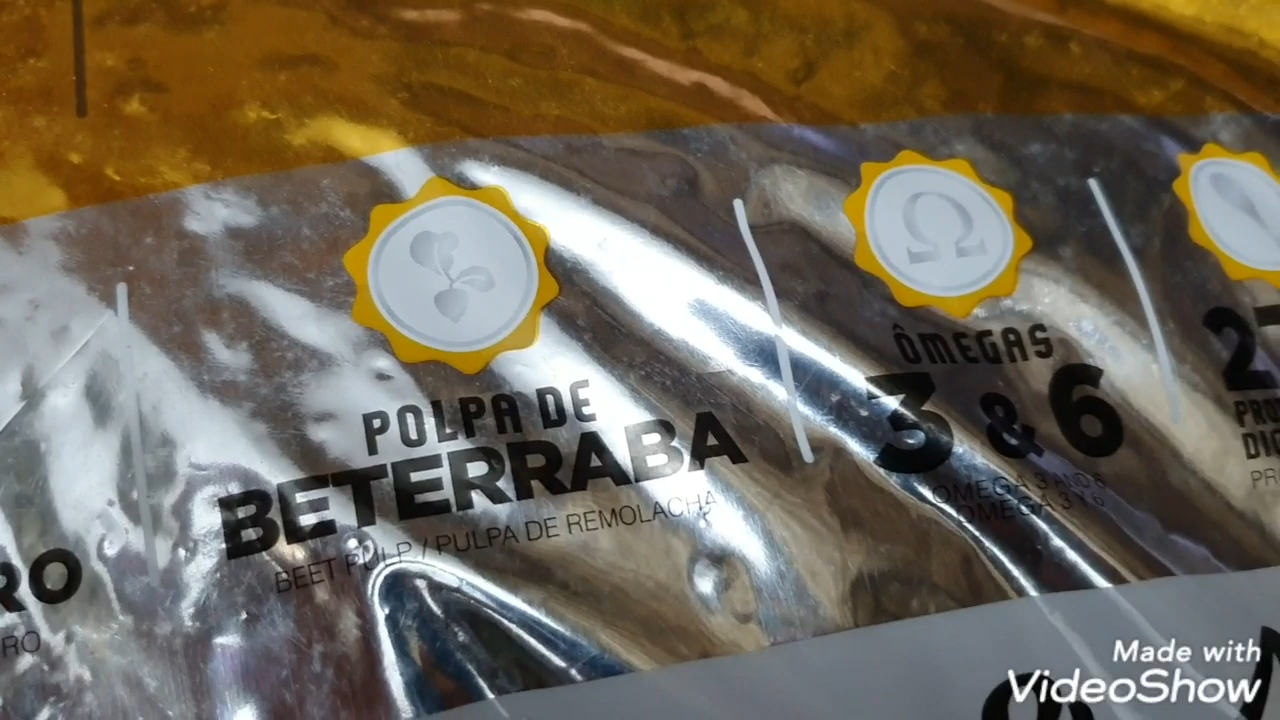 POLPA DE
BETERRABA
BEET PULP / PULPA DE REMOLACHA
ÔMEGAS
3 & 6
OMEGA 3 AND 6
OMEGA 3 Y 6
RO
RO
Made with
VideoShow